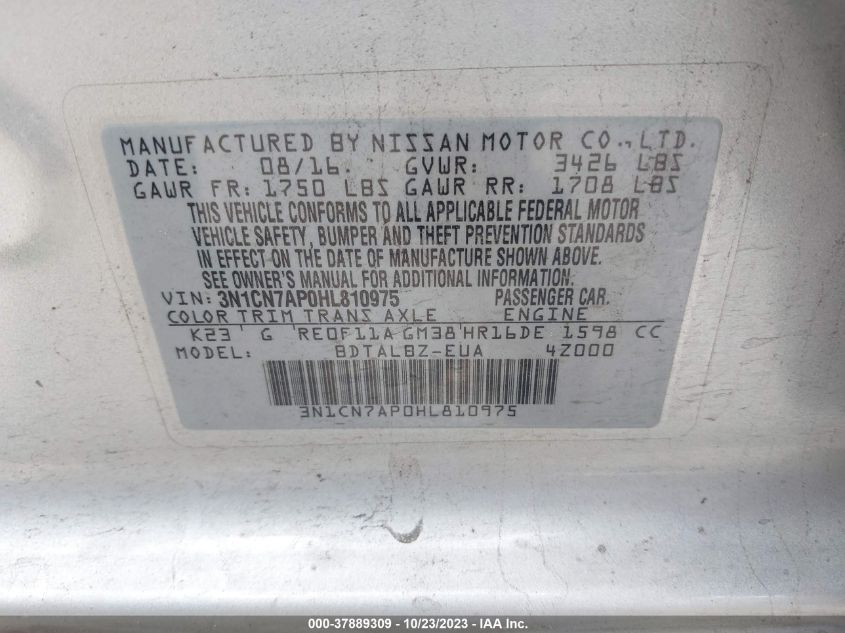 MANUFACTURED BY NISSAN MOTOR CO., LTD.
DATE: 08/16. GVWR: 3426 LBS
GAWR FR: 1750 LBS GAWR RR: 1708 LBS
THIS VEHICLE CONFORMS TO ALL APPLICABLE FEDERAL MOTOR
VEHICLE SAFETY, BUMPER AND THEFT PREVENTION STANDARDS
IN EFFECT ON THE DATE OF MANUFACTURE SHOWN ABOVE.
SEE OWNER'S MANUAL FOR ADDITIONAL INFORMATION.
VIN: 3N1CN7AP0HL810975 PASSENGER CAR.
COLOR TRIM TRANS AXLE ENGINE
K23 G RE0F11A GM38 HR16DE 1598 CC
MODEL: BDTALBZ-EUA 4Z000
3N1CN7AP0HL810975
000-37889309 - 10/23/2023 - IAA Inc.